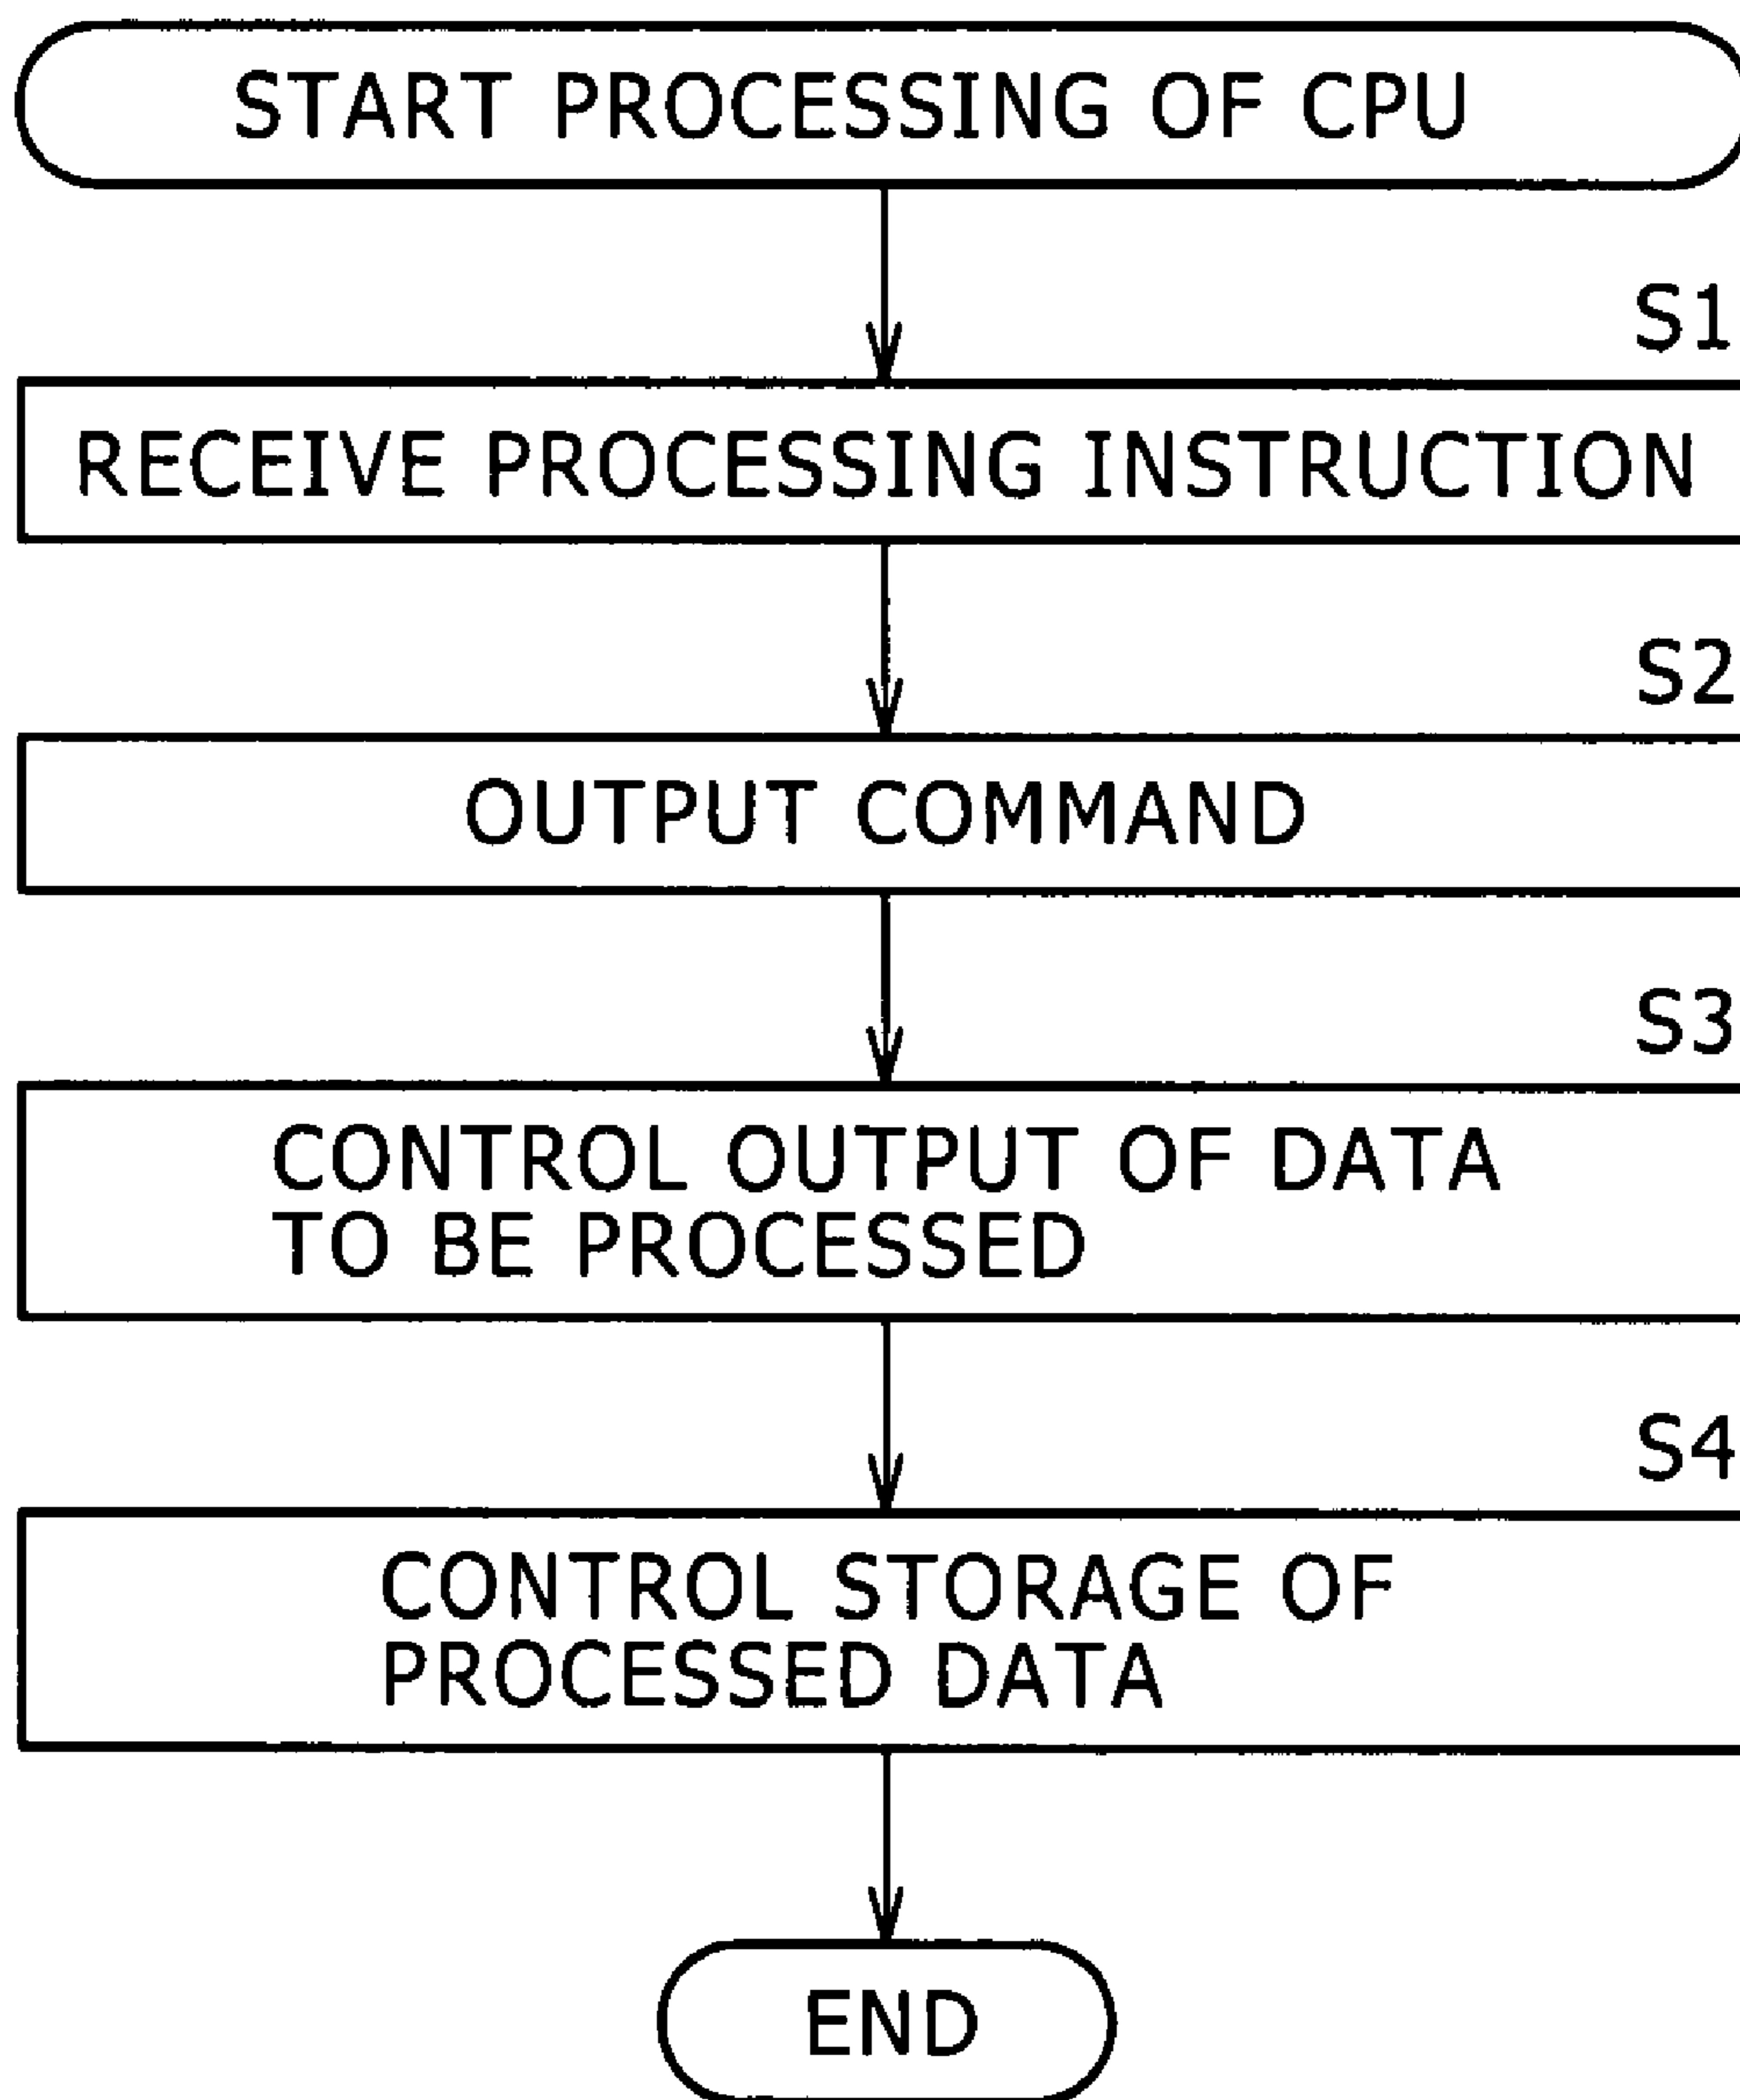 START PROCESSING OF CPU
S1
RECEIVE PROCESSING INSTRUCTION
S2
OUTPUT COMMAND
S3
CONTROL OUTPUT OF DATA
TO BE PROCESSED
S4
CONTROL STORAGE OF
PROCESSED DATA
END